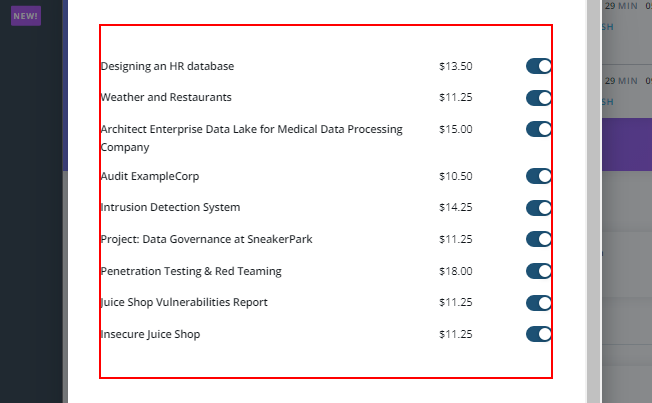 NEW!
29 MIN
SH
Designing an HR database $13.50
Weather and Restaurants $11.25
Architect Enterprise Data Lake for Medical Data Processing
Company $15.00
29 MIN
SH
Audit ExampleCorp $10.50
Intrusion Detection System $14.25
Project: Data Governance at SneakerPark $11.25
Penetration Testing & Red Teaming $18.00
Juice Shop Vulnerabilities Report $11.25
Insecure Juice Shop $11.25